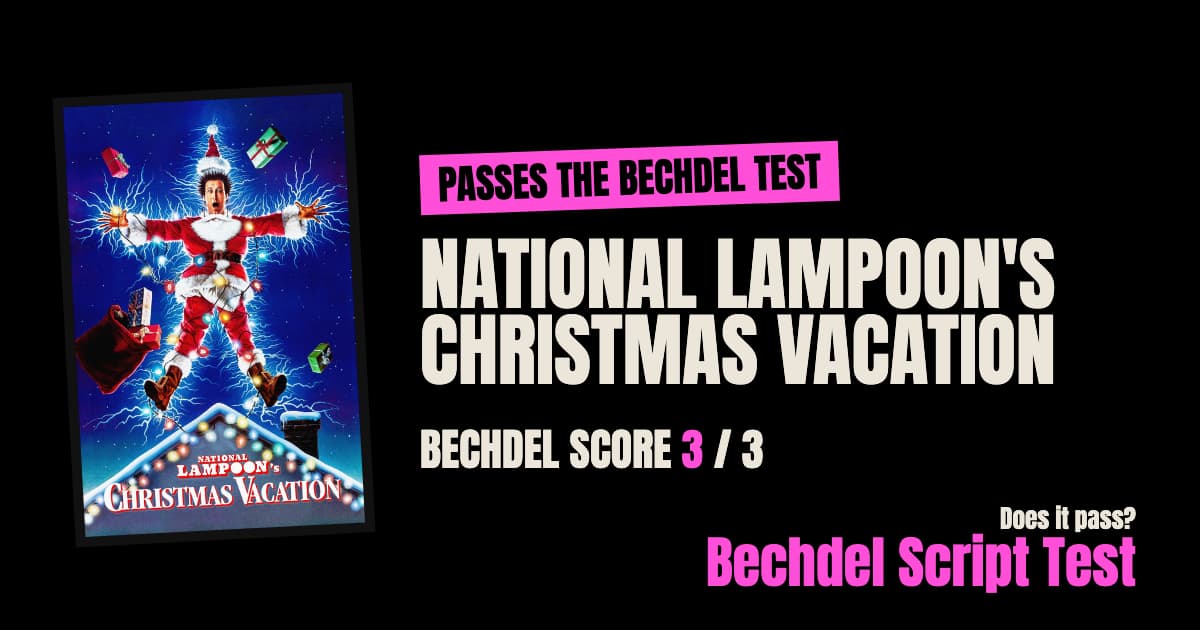 NATIONAL
LAMPOON's
CHRISTMAS VACATION
PASSES THE BECHDEL TEST
NATIONAL LAMPOON'S
CHRISTMAS VACATION
BECHDEL SCORE 3 / 3
Does it pass?
Bechdel Script Test